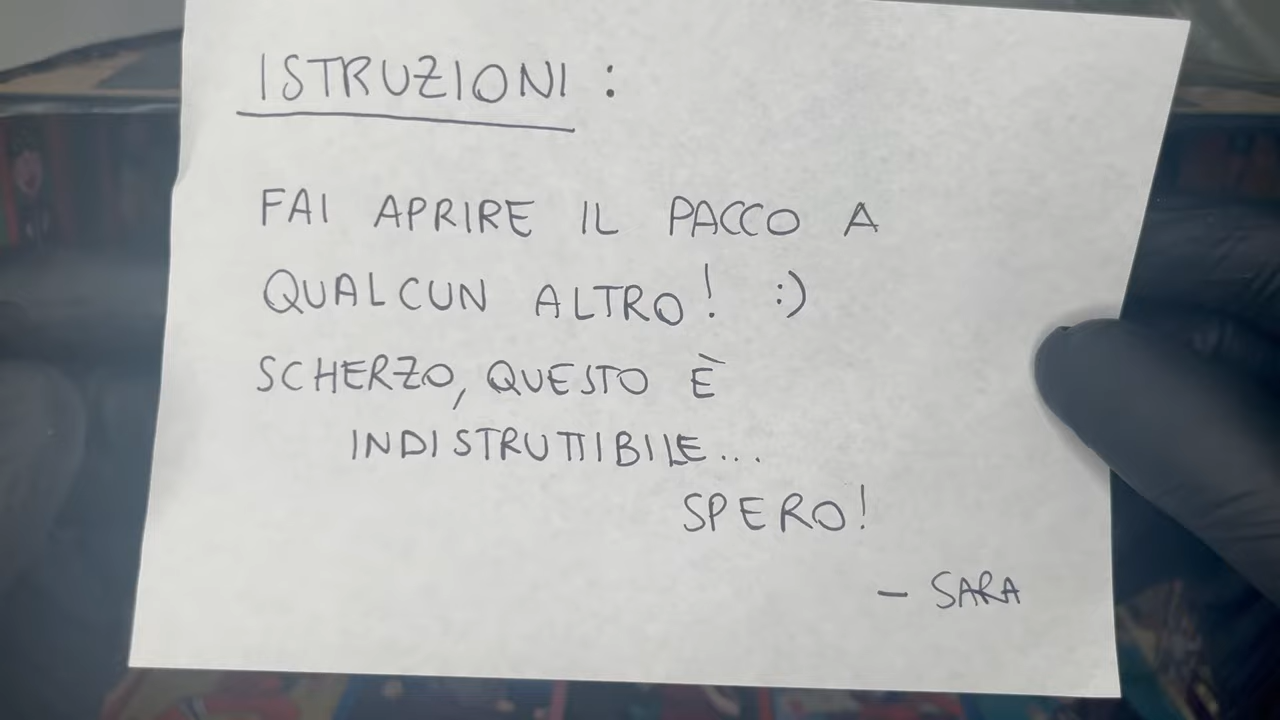 ISTRUZIONI:
FAI APRIRE IL PACCO A
QUALCUN ALTRO! :)
SCHERZO, QUESTO È
INDISTRUTTIBILE...
SPERO!
– SARA